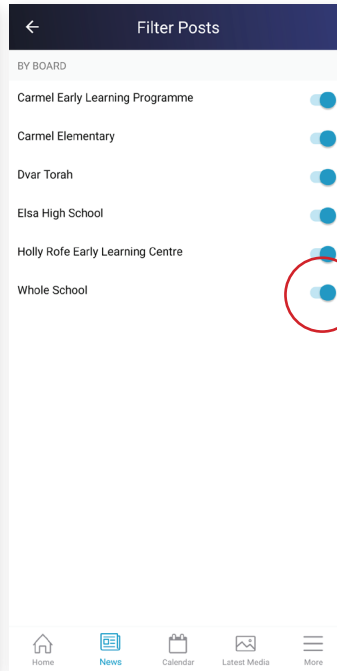 Filter Posts
BY BOARD
Carmel Early Learning Programme
Carmel Elementary
Dvar Torah
Elsa High School
Holly Rofe Early Learning Centre
Whole School
Home News Calendar Latest Media More